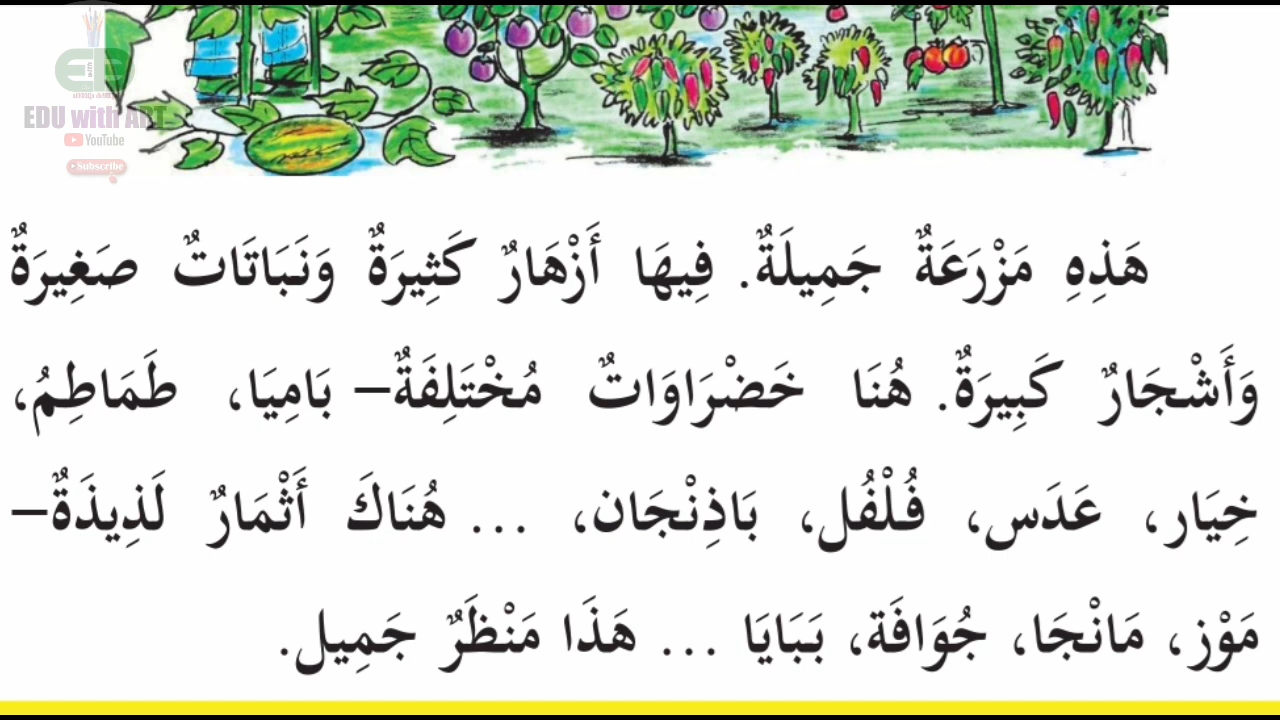 EDU with ART
YouTube
Subscribe
هَذِهِ مَزْرَعَةٌ جَمِيلَةٌ. فِيهَا أَزْهَارٌ كَثِيرَةٌ وَنَبَاتَاتٌ صَغِيرَةٌ
وَأَشْجَارٌ كَبِيرَةٌ. هُنَا خَضْرَاوَاتٌ مُخْتَلِفَةٌ– بَامِيَا، طَمَاطِمُ،
خِيَار، عَدَس، فُلْفُل، بَاذِنْجَان، ... هُنَاكَ أَثْمَارٌ لَذِيذَةٌ–
مَوْز، مَانْجَا، جُوَافَة، بَبَايَا ... هَذَا مَنْظَرٌ جَمِيل.